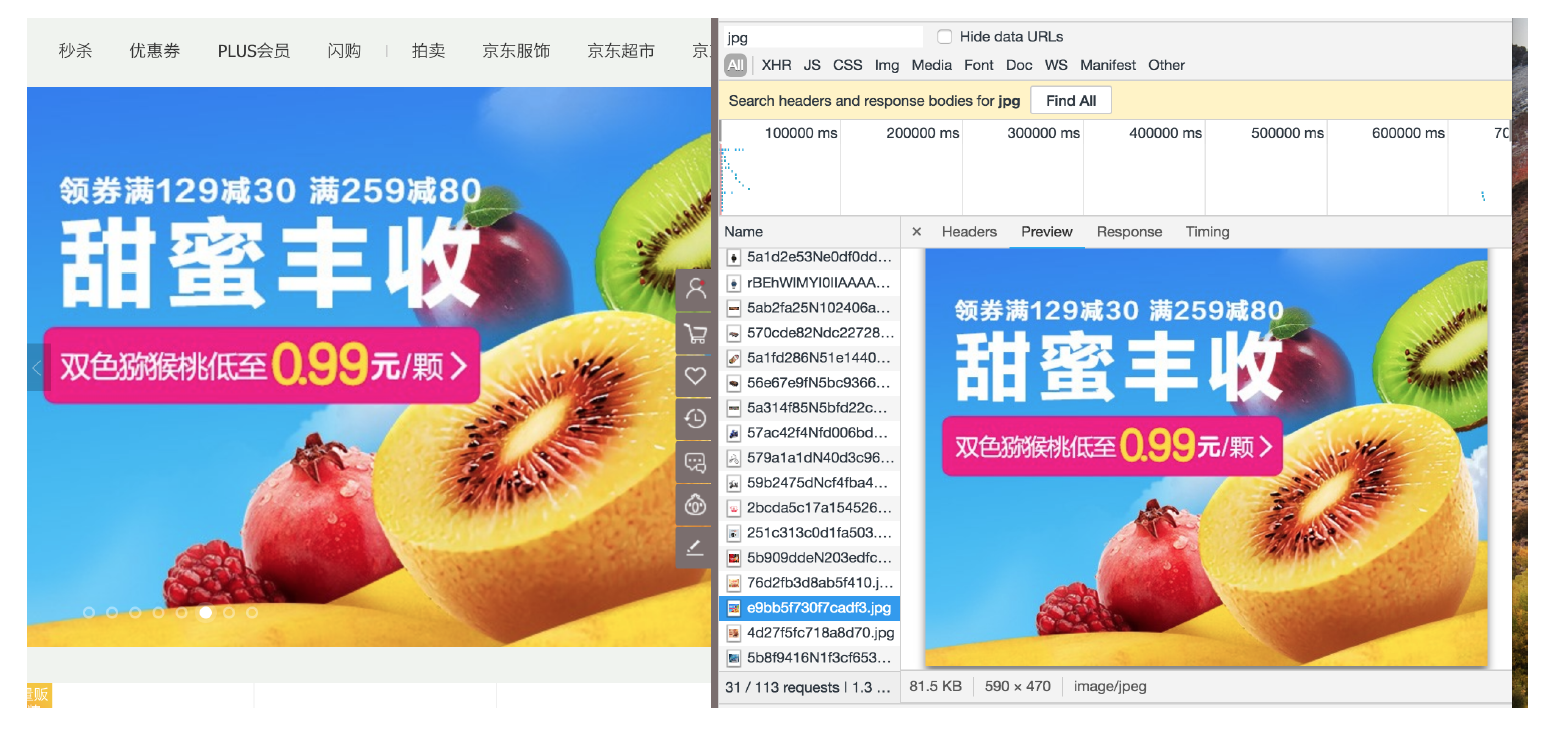 秒杀 优惠券 PLUS会员 闪购 拍卖 京东服饰 京东超市
领券满129减30 满259减80
甜蜜丰收
双色猕猴桃低至0.99元/颗
jpg Hide data URLs
All XHR JS CSS Img Media Font Doc WS Manifest Other
Search headers and response bodies for jpg Find All
100000 ms 200000 ms 300000 ms 400000 ms 500000 ms 600000 ms
Name
× Headers Preview Response Timing
5a1d2e53Ne0df0dd…
rBEhWlMYI0IIAAAA…
5ab2fa25N102406a…
570cde82Ndc22728…
5a1fd286N51e1440…
56e67e9fN5bc9366…
5a314f85N5bfd22c…
57ac42f4Nfd006bd…
579a1a1dN40d3c96…
59b2475dNcf4fba4…
2bcda5c17a154526…
251c313c0d1fa503.…
5b909ddeN203edfc…
76d2fb3d8ab5f410.j…
e9bb5f730f7cadf3.jpg
4d27f5fc718a8d70.jpg
5b8f9416N1f3cf653…
领券满129减30 满259减80
甜蜜丰收
双色猕猴桃低至0.99元/颗
31 / 113 requests | 1.3 …
81.5 KB 590 × 470 image/jpeg